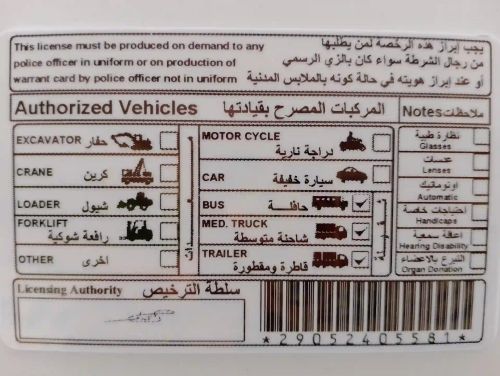 This license must be produced on demand to any
police officer in uniform or on production of
warrant card by police officer not in uniform
يجب إبراز هذه الرخصة لمن يطلبها
من رجال الشرطة سواء كان بالزي الرسمي
أو عند إبراز هويته في حالة كونه بالملابس المدنية
Authorized Vehicles المركبات المصرح بقيادتها
Notes ملاحظات
EXCAVATOR حفار
CRANE كرين
LOADER شيول
FORKLIFT
رافعة شوكية
OTHER اخرى
MOTOR CYCLE
دراجة نارية
CAR سيارة خفيفة
BUS حافلة
MED. TRUCK
شاحنة متوسطة
TRAILER
قاطرة ومقطورة
نظارة طبية
Glasses
عدسات
Lenses
اوتوماتيك
Automatic
احتياجات خاصة
Handicaps
اعاقة سمعية
Hearing Disability
التبرع بالاعضاء
Organ Donation
Licensing Authority سلطة الترخيص
*29052405581*